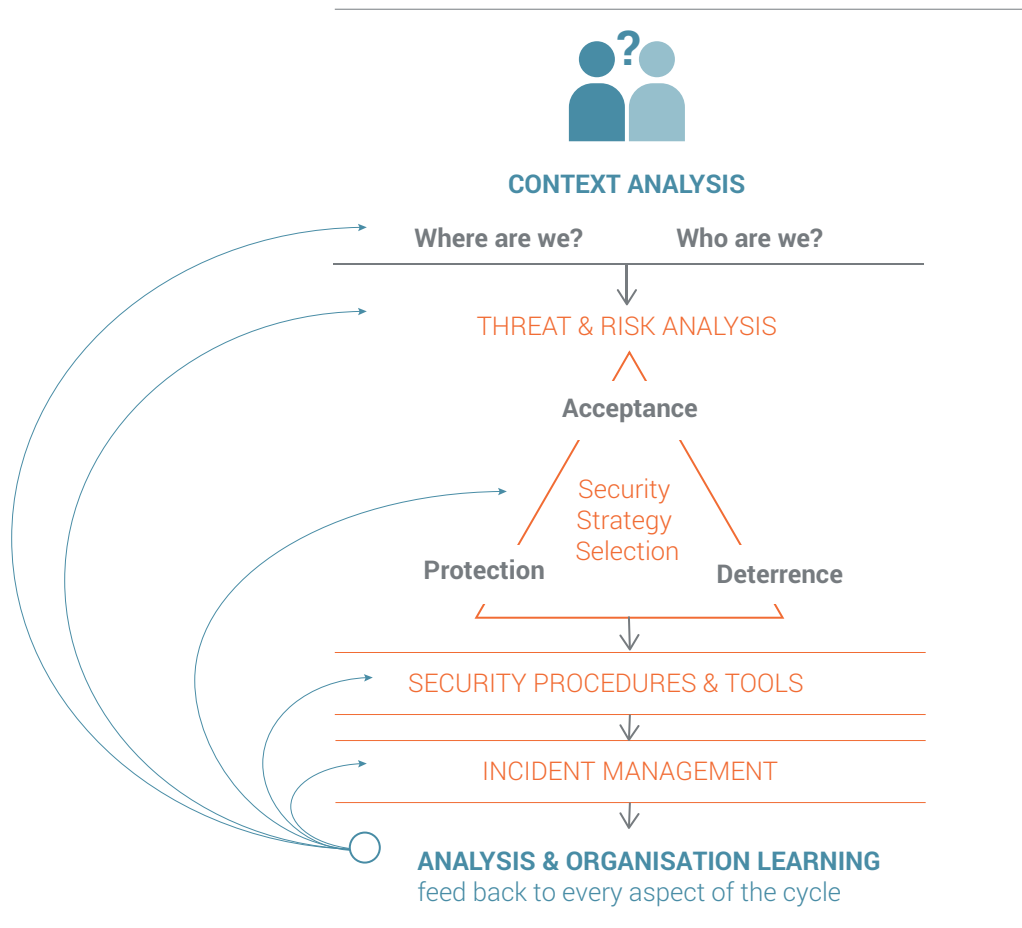 ?
CONTEXT ANALYSIS
Where are we? Who are we?
THREAT & RISK ANALYSIS
Acceptance
Security
Strategy
Selection
Protection
Deterrence
SECURITY PROCEDURES & TOOLS
INCIDENT MANAGEMENT
ANALYSIS & ORGANISATION LEARNING
feed back to every aspect of the cycle